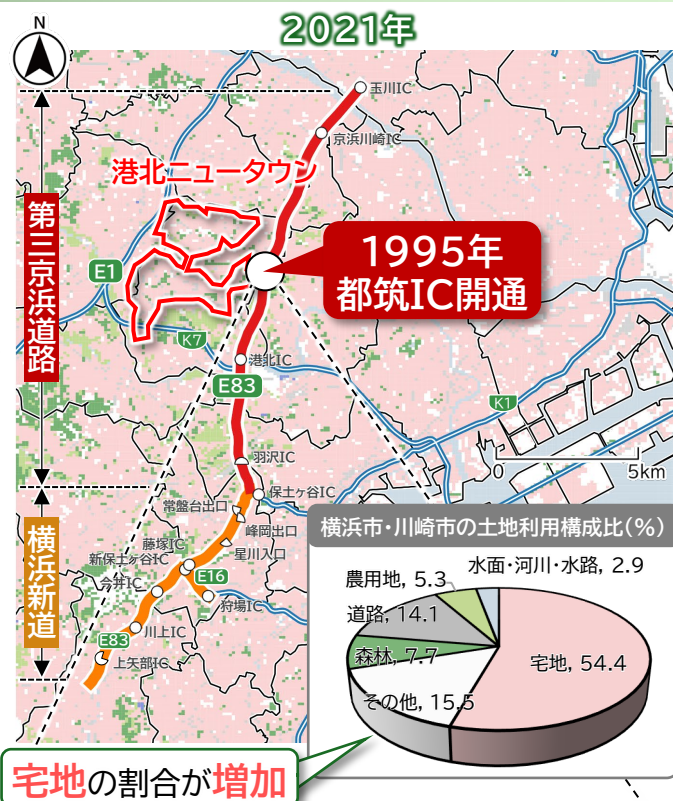 2021年
N
玉川IC
京浜川崎IC
港北ニュータウン
第三京浜道路
E1
1995年
都筑IC開通
K7
港北IC
E83
K1
羽沢IC
0 5km
保土ヶ谷IC
常盤台出口
峰岡出口
藤塚IC
星川入口
新保土ヶ谷IC
横浜新道
今井IC
E16
狩場IC
川上IC
E83
上矢部IC
横浜市・川崎市の土地利用構成比(%)
水面・河川・水路, 2.9
農用地, 5.3
道路, 14.1
森林, 7.7
宅地, 54.4
その他, 15.5
宅地の割合が増加